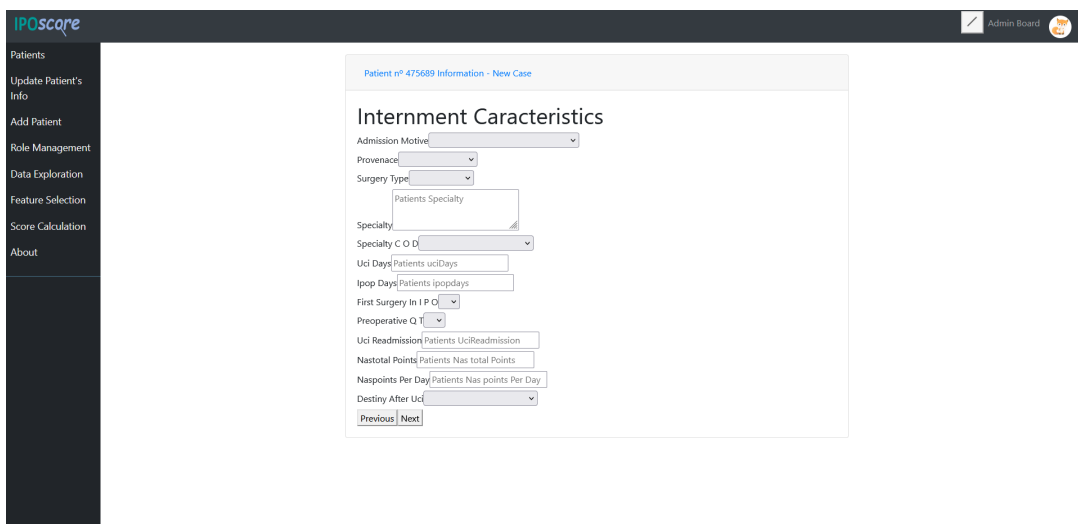 IPOscore
Admin Board
Patients
Update Patient's
Info
Add Patient
Role Management
Data Exploration
Feature Selection
Score Calculation
About
Patient nº 475689 Information - New Case
Internment Caracteristics
Admission Motive
Provenace
Surgery Type
Patients Specialty
Specialty
Specialty C O D
Uci Days Patients uciDays
Ipop Days Patients ipopdays
First Surgery In I P O
Preoperative Q T
Uci Readmission Patients UciReadmission
Nastotal Points Patients Nas total Points
Naspoints Per Day Patients Nas points Per Day
Destiny After Uci
Previous Next